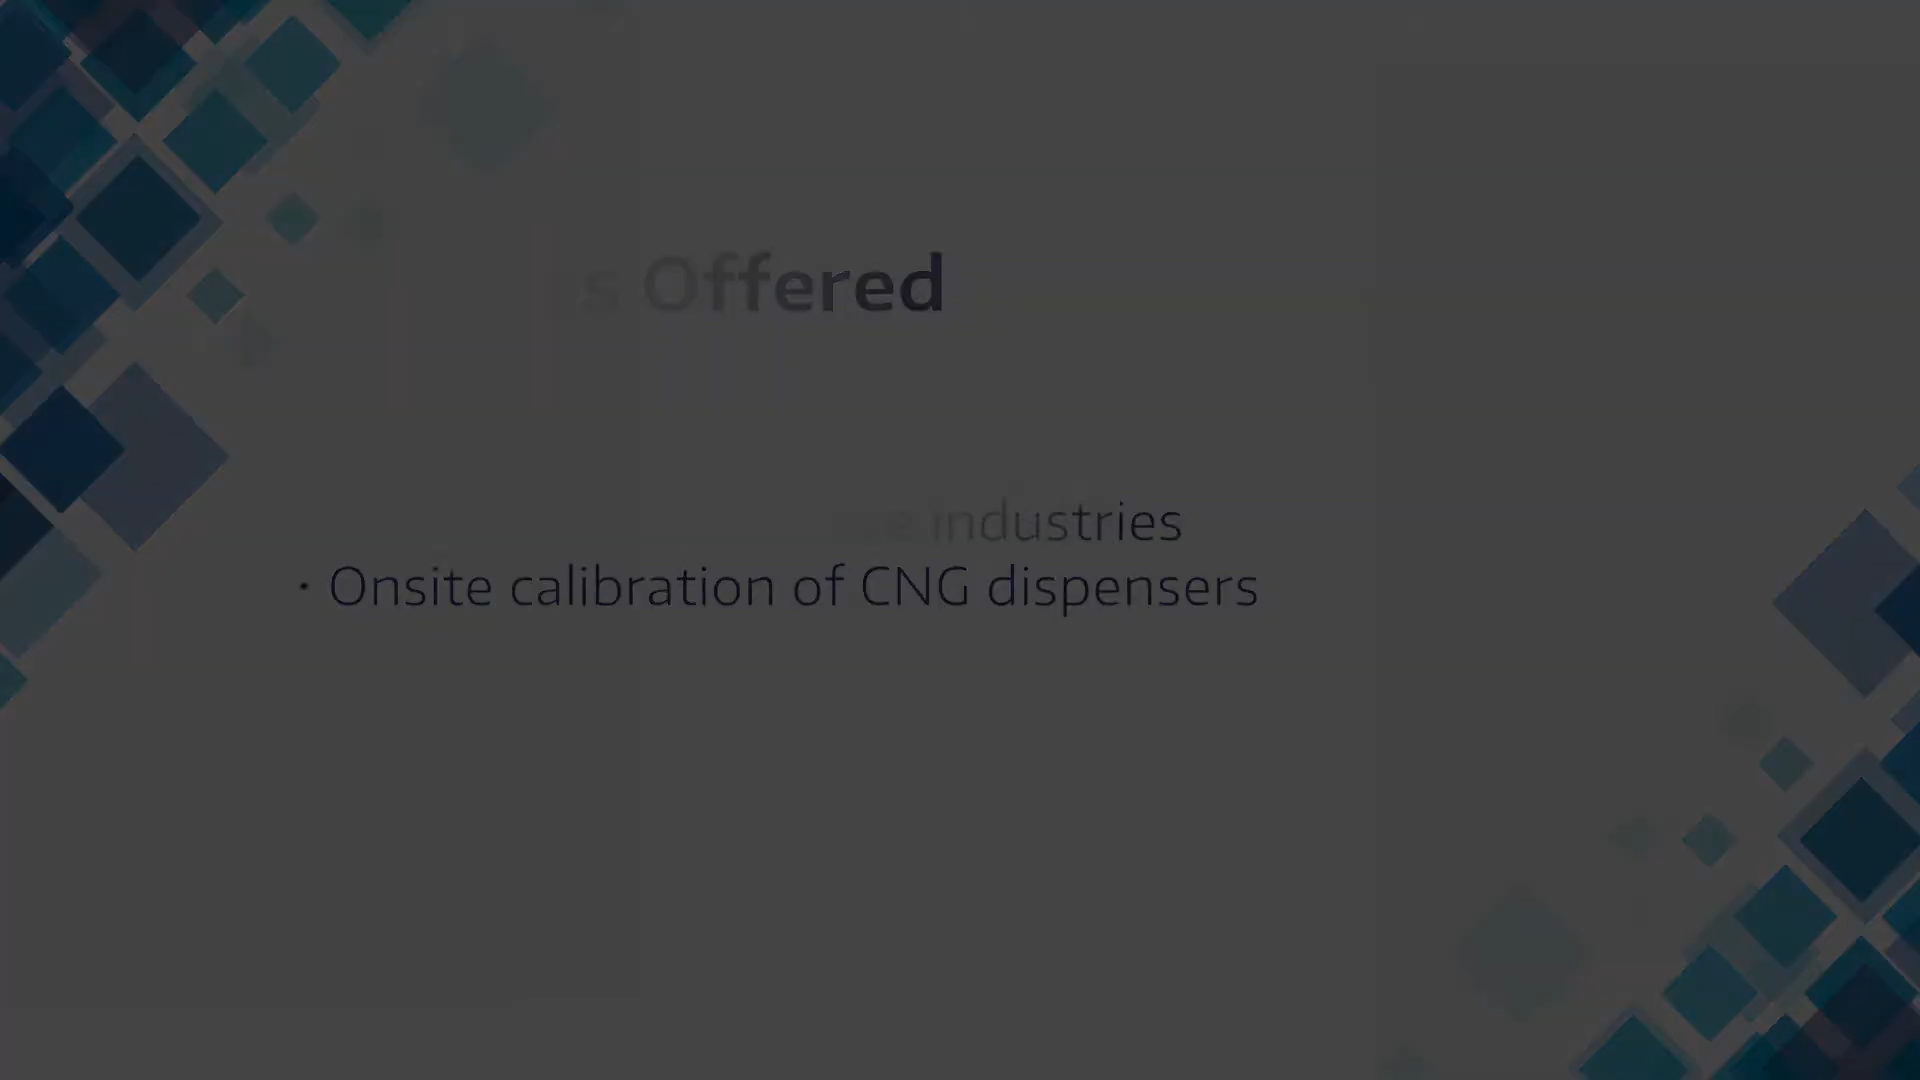 Offered
industries
· Onsite calibration of CNG dispensers